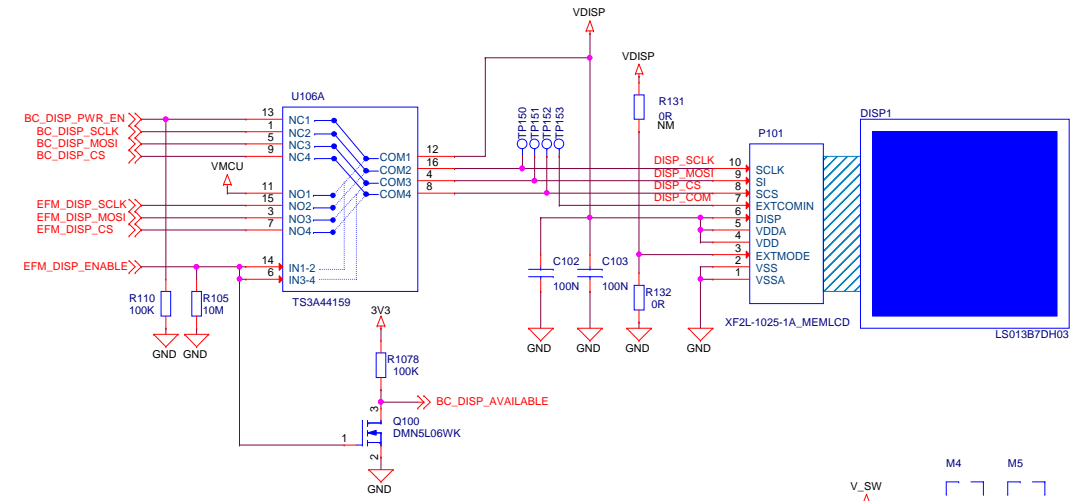 VDISP
VDISP
U106A
R131
0R
NM
TP150
TP151
TP152
TP153
DISP1
BC_DISP_PWR_EN
13
NC1
BC_DISP_SCLK
1
NC2
BC_DISP_MOSI
5
NC3
BC_DISP_CS
9
NC4
P101
COM1
12
COM2
16
COM3
4
COM4
8
DISP_SCLK
10
SCLK
DISP_MOSI
9
SI
DISP_CS
8
SCS
DISP_COM
7
EXTCOMIN
6
DISP
5
VDDA
4
VDD
3
EXTMODE
2
VSS
1
VSSA
VMCU
11
NO1
EFM_DISP_SCLK
15
NO2
EFM_DISP_MOSI
3
NO3
EFM_DISP_CS
7
NO4
EFM_DISP_ENABLE
14
IN1-2
6
IN3-4
TS3A44159
C102
100N
C103
100N
R132
0R
XF2L-1025-1A_MEMLCD
LS013B7DH03
R110
100K
R105
10M
GND
GND
GND
GND
GND
GND
3V3
R1078
100K
BC_DISP_AVAILABLE
3
Q100
DMN5L06WK
1
2
GND
V_SW
M4
M5